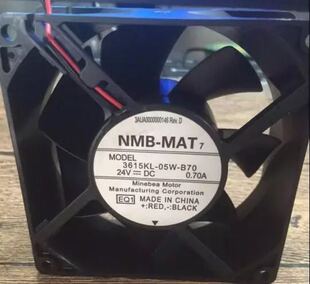 3AUA0000000146 Rev. D
NMB-MAT 7
MODEL
3615KL-05W-B70
24V ⎓ DC 0.70A
Minebea Motor
Manufacturing Corporation
EQ1 MADE IN CHINA
+:RED,-:BLACK